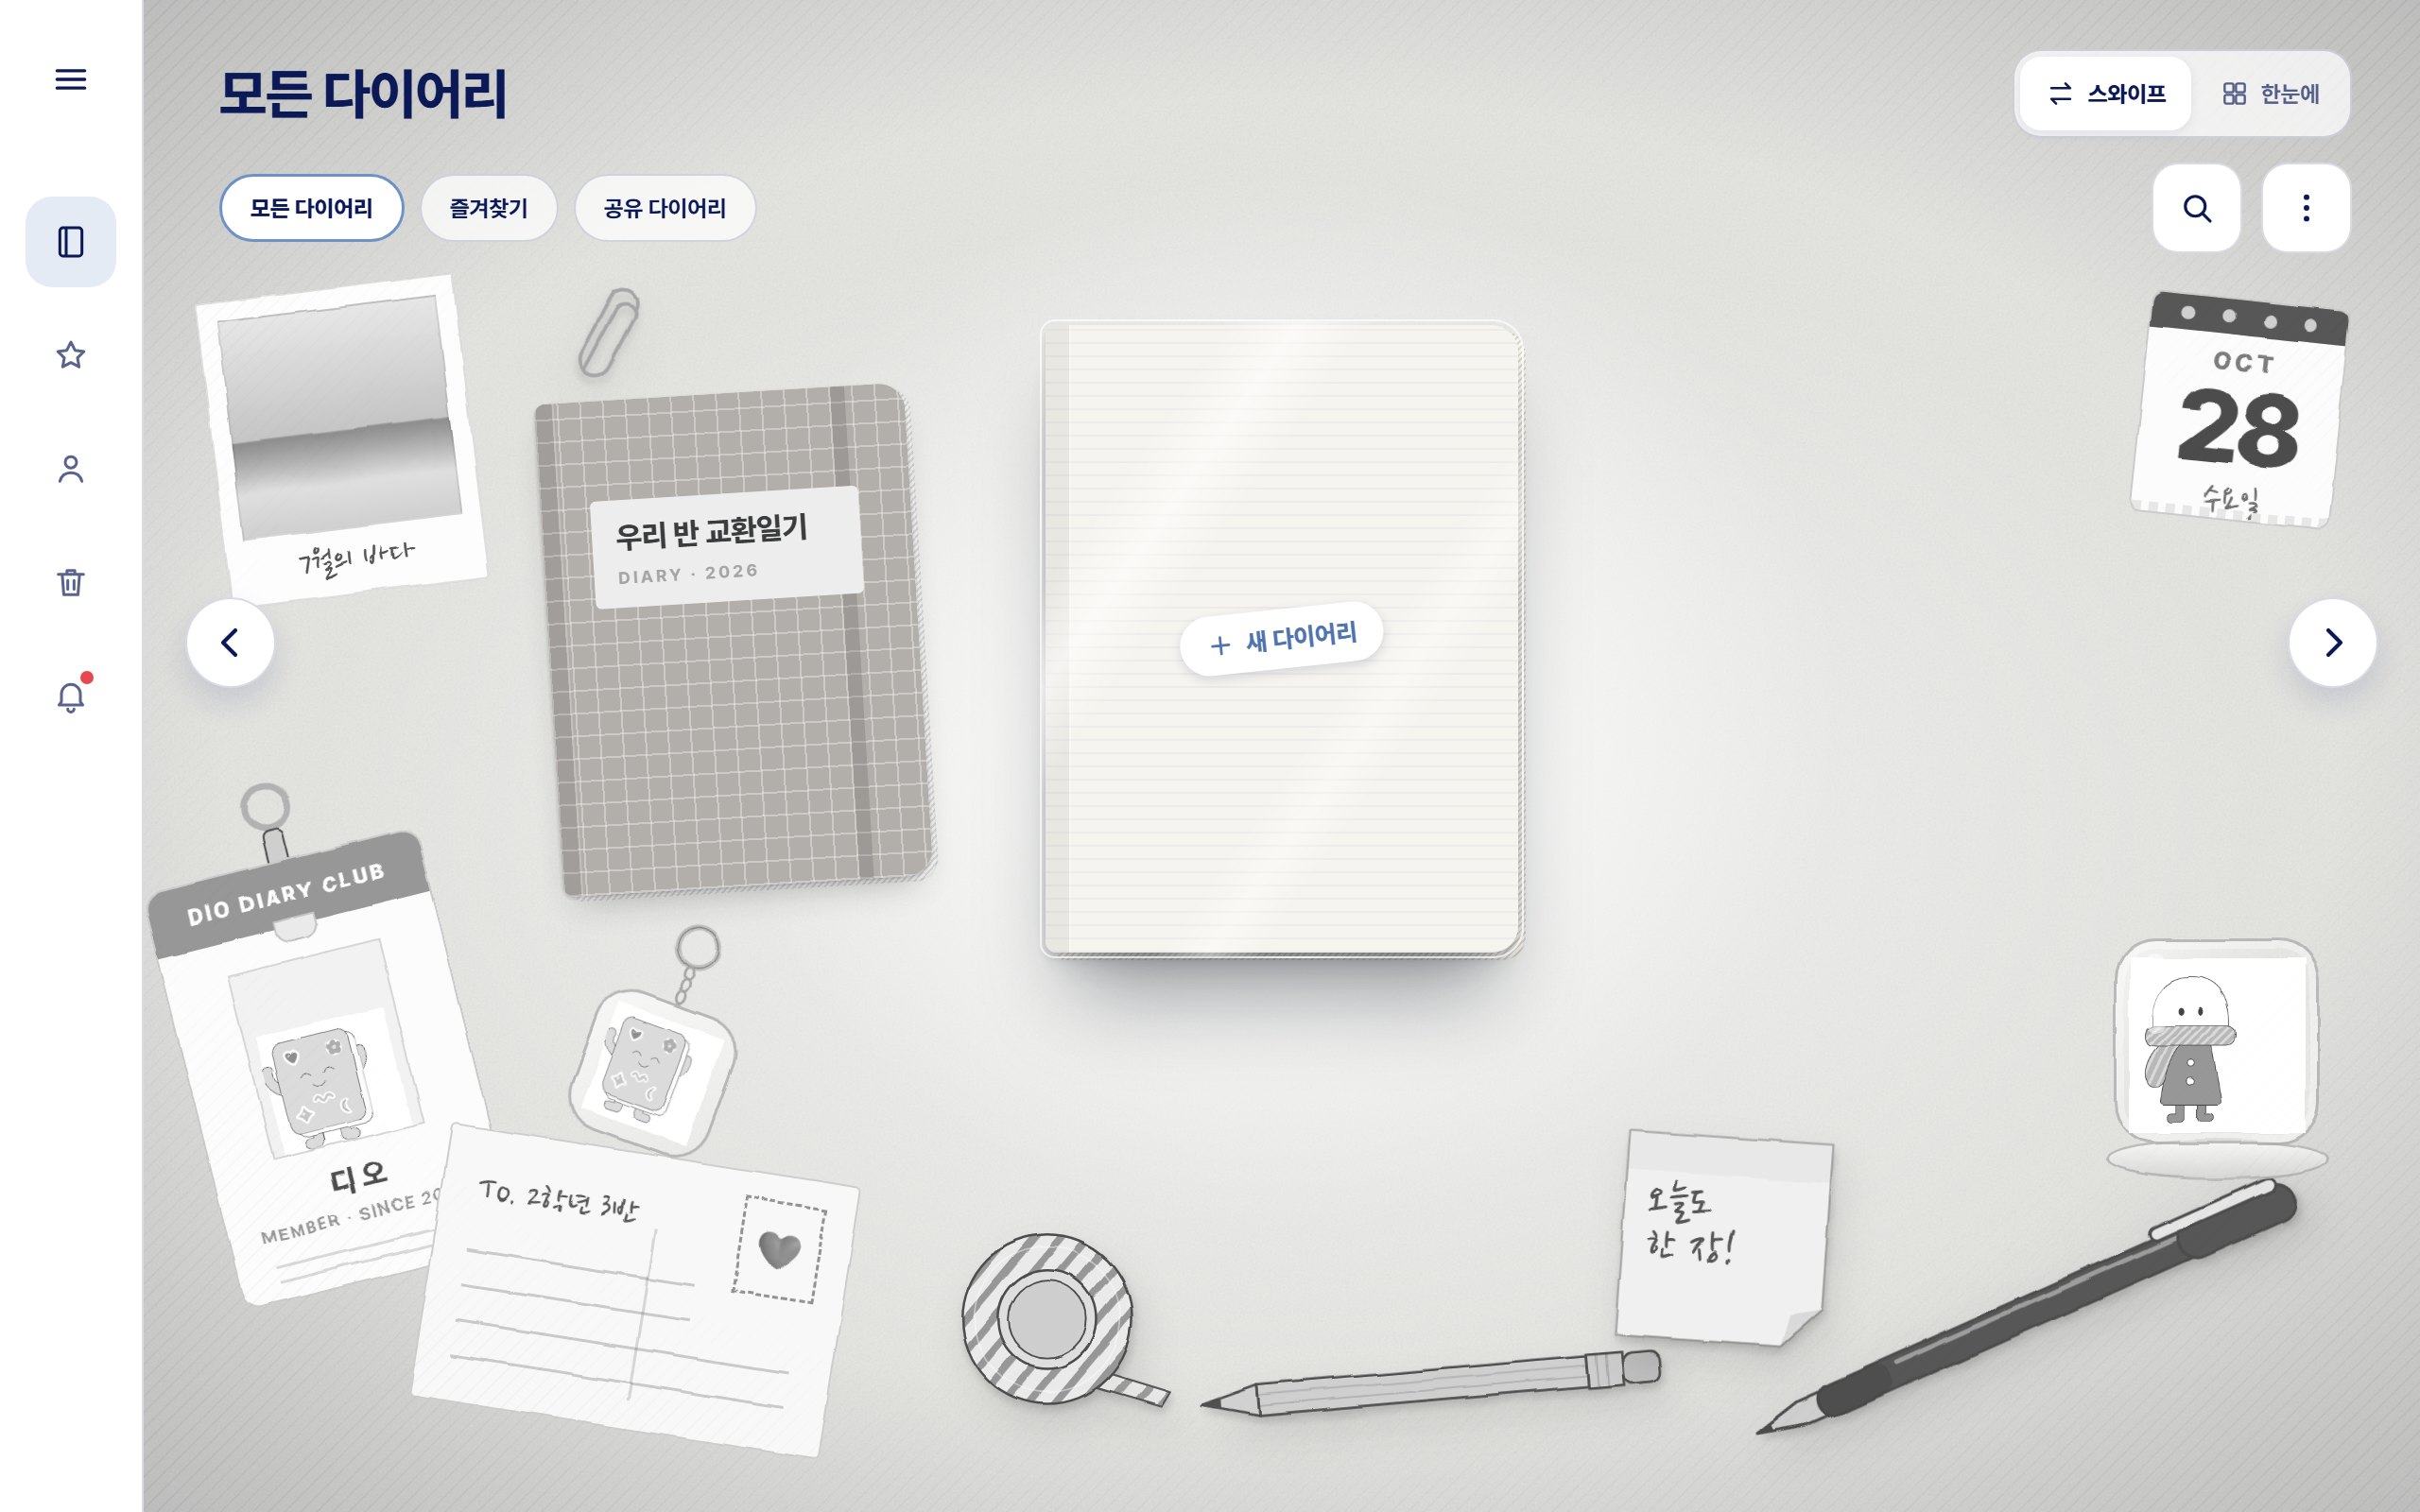 모든 다이어리
스와이프
한눈에
모든 다이어리
즐겨찾기
공유 다이어리
7월의 바다
우리 반 교환일기
DIARY · 2026
+ 새 다이어리
OCT
28
수요일
DIO DIARY CLUB
디오
MEMBER · SINCE
TO. 2학년 3반
오늘도
한 장!